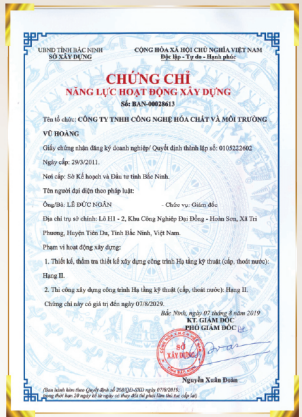 UBND TỈNH BẮC NINH
SỞ XÂY DỰNG
CỘNG HÒA XÃ HỘI CHỦ NGHĨA VIỆT NAM
Độc lập - Tự do - Hạnh phúc
CHỨNG CHỈ
NĂNG LỰC HOẠT ĐỘNG XÂY DỰNG
Số: BAN-00028613
Tên tổ chức: CÔNG TY TNHH CÔNG NGHỆ HÓA CHẤT VÀ MÔI TRƯỜNG
VŨ HOÀNG
Giấy chứng nhận đăng ký doanh nghiệp/ Quyết định thành lập số: 0105222602
Ngày cấp: 29/3/2011.
Nơi cấp: Sở Kế hoạch và Đầu tư tỉnh Bắc Ninh.
Tên người đại diện theo pháp luật:
Ông/Bà: LÊ ĐỨC NGÂN Chức vụ: Giám đốc
Địa chỉ trụ sở chính: Lô H1 - 2, Khu Công Nghiệp Đại Đồng - Hoàn Sơn, Xã Tri
Phương, Huyện Tiên Du, Tỉnh Bắc Ninh, Việt Nam.
Phạm vi hoạt động xây dựng:
1. Thiết kế, thẩm tra thiết kế xây dựng công trình Hạ tầng kỹ thuật (cấp, thoát nước):
Hạng II.
2. Thi công xây dựng công trình Hạ tầng kỹ thuật (cấp, thoát nước): Hạng II.
Chứng chỉ này có giá trị đến ngày 07/8/2029.
Bắc Ninh, ngày 07 tháng 8 năm 2019
KT. GIÁM ĐỐC
PHÓ GIÁM ĐỐC
SỞ
XÂY DỰNG
Nguyễn Xuân Đoàn